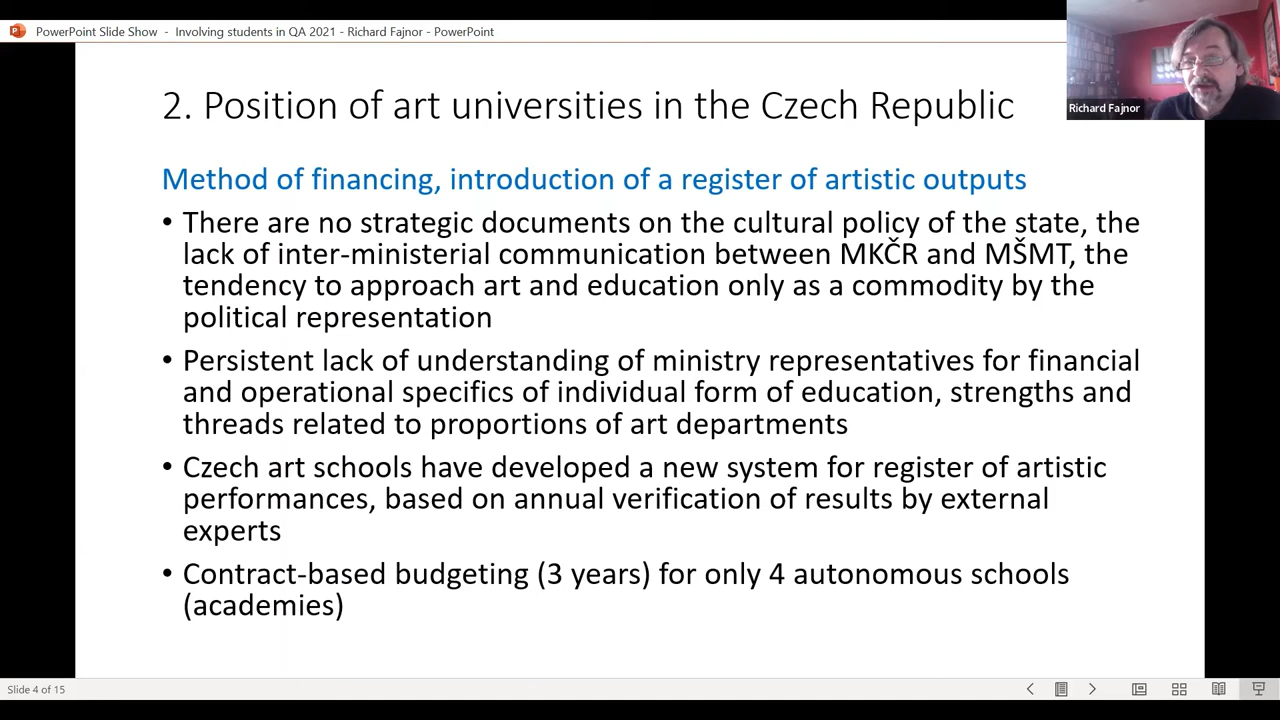 PowerPoint Slide Show - Involving students in QA 2021 - Richard Fajnor - PowerPoint
Richard Fajnor
2. Position of art universities in the Czech Republic
Method of financing, introduction of a register of artistic outputs
• There are no strategic documents on the cultural policy of the state, the
lack of inter-ministerial communication between MKČR and MŠMT, the
tendency to approach art and education only as a commodity by the
political representation
• Persistent lack of understanding of ministry representatives for financial
and operational specifics of individual form of education, strengths and
threads related to proportions of art departments
• Czech art schools have developed a new system for register of artistic
performances, based on annual verification of results by external
experts
• Contract-based budgeting (3 years) for only 4 autonomous schools
(academies)
Slide 4 of 15